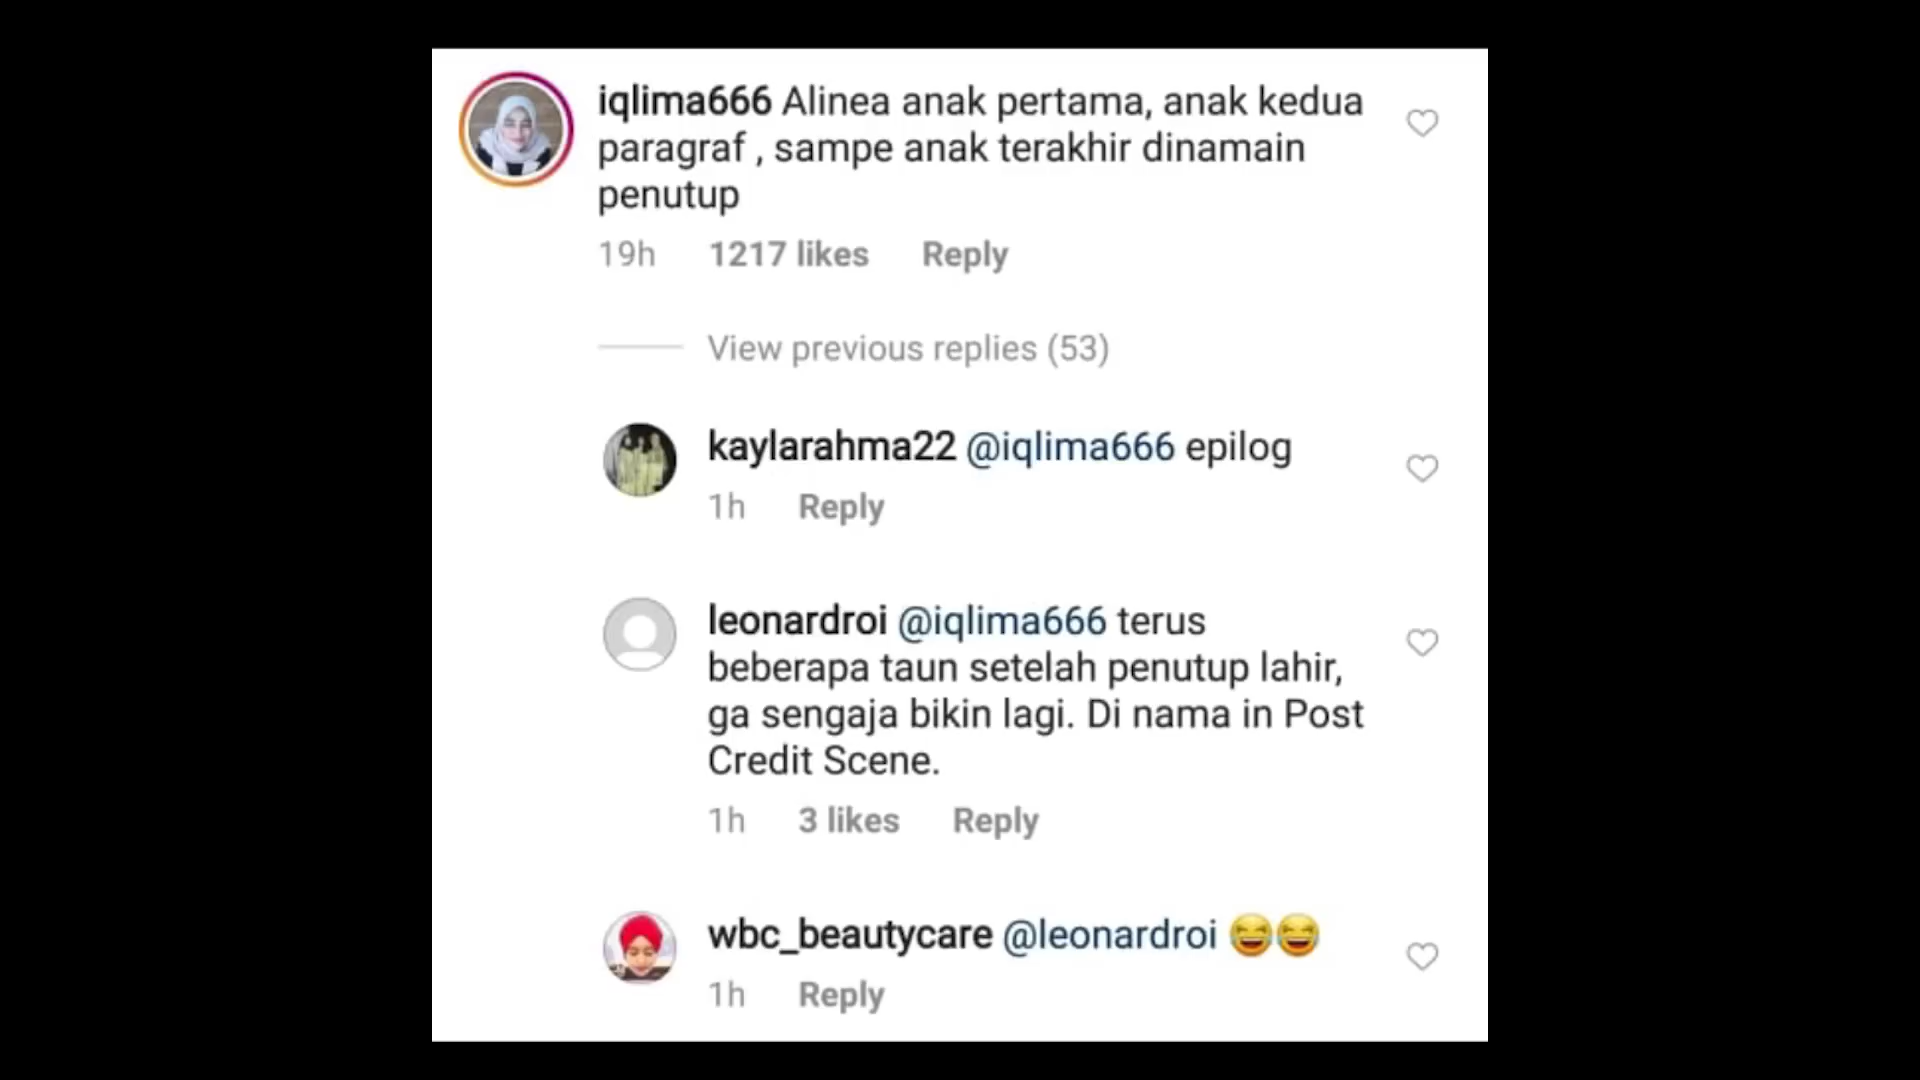 iqlima666 Alinea anak pertama, anak kedua
paragraf , sampe anak terakhir dinamain
penutup
19h 1217 likes Reply
View previous replies (53)
kaylarahma22 @iqlima666 epilog
1h Reply
leonardroi @iqlima666 terus
beberapa taun setelah penutup lahir,
ga sengaja bikin lagi. Di nama in Post
Credit Scene.
1h 3 likes Reply
wbc_beautycare @leonardroi 😆😆
1h Reply